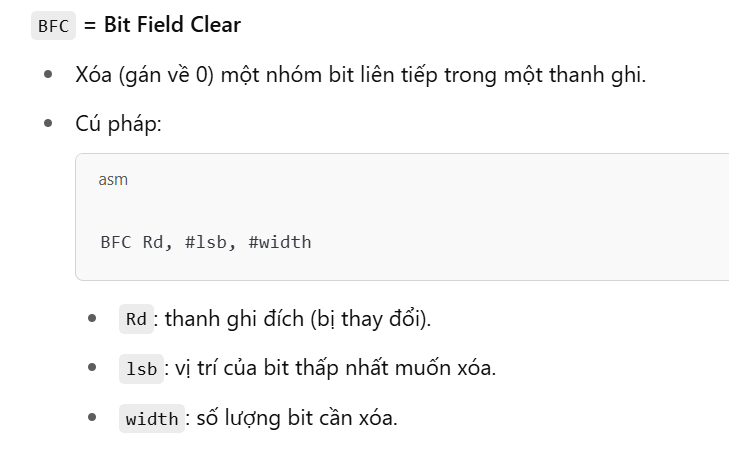 BFC = Bit Field Clear
• Xóa (gán về 0) một nhóm bit liên tiếp trong một thanh ghi.
• Cú pháp:
asm
BFC Rd, #lsb, #width
• Rd: thanh ghi đích (bị thay đổi).
• lsb: vị trí của bit thấp nhất muốn xóa.
• width: số lượng bit cần xóa.